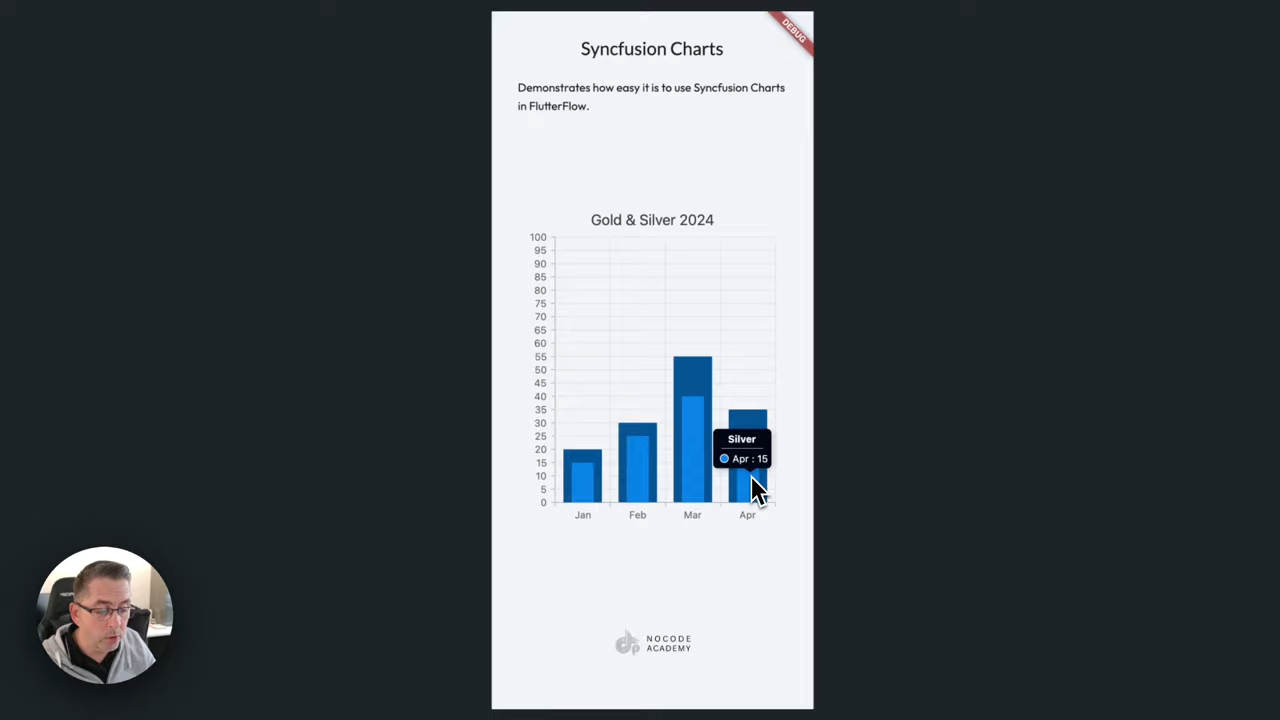 DEBUG
Syncfusion Charts
Demonstrates how easy it is to use Syncfusion Charts
in FlutterFlow.
Gold & Silver 2024
100
95
90
85
80
75
70
65
60
55
50
45
40
35
30
25
20
15
10
5
0
Silver
Apr : 15
Jan Feb Mar Apr
NOCODE
ACADEMY